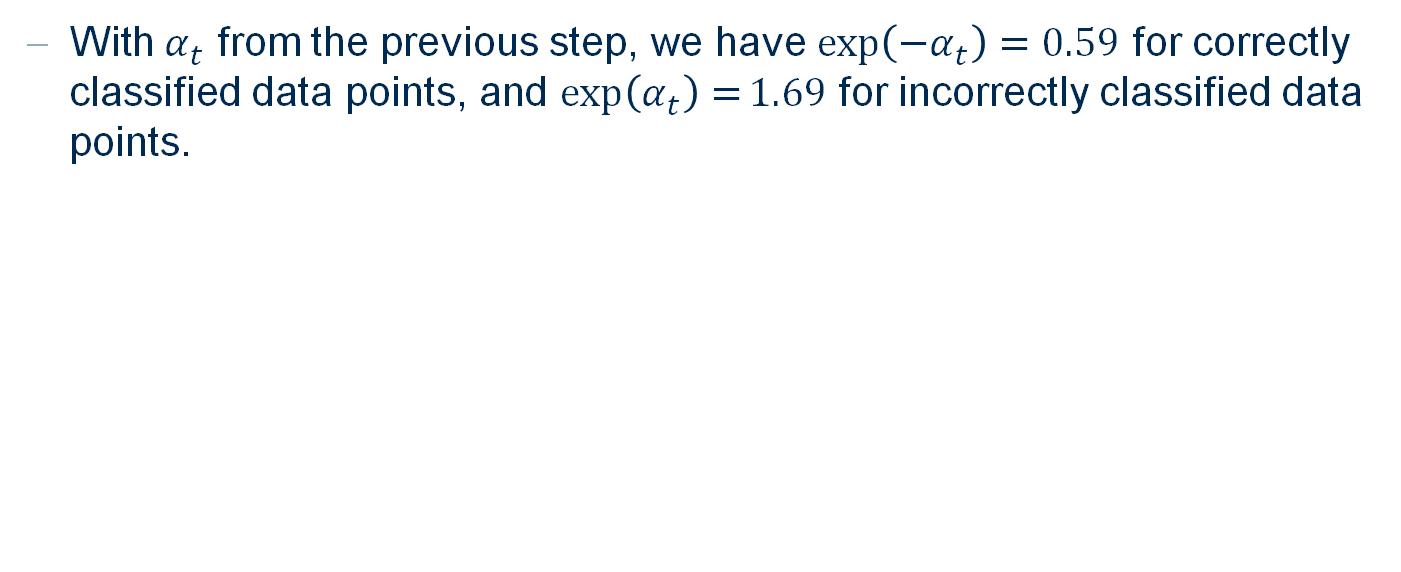 – With αₜ from the previous step, we have exp(−αₜ) = 0.59 for correctly
classified data points, and exp(αₜ) = 1.69 for incorrectly classified data
points.